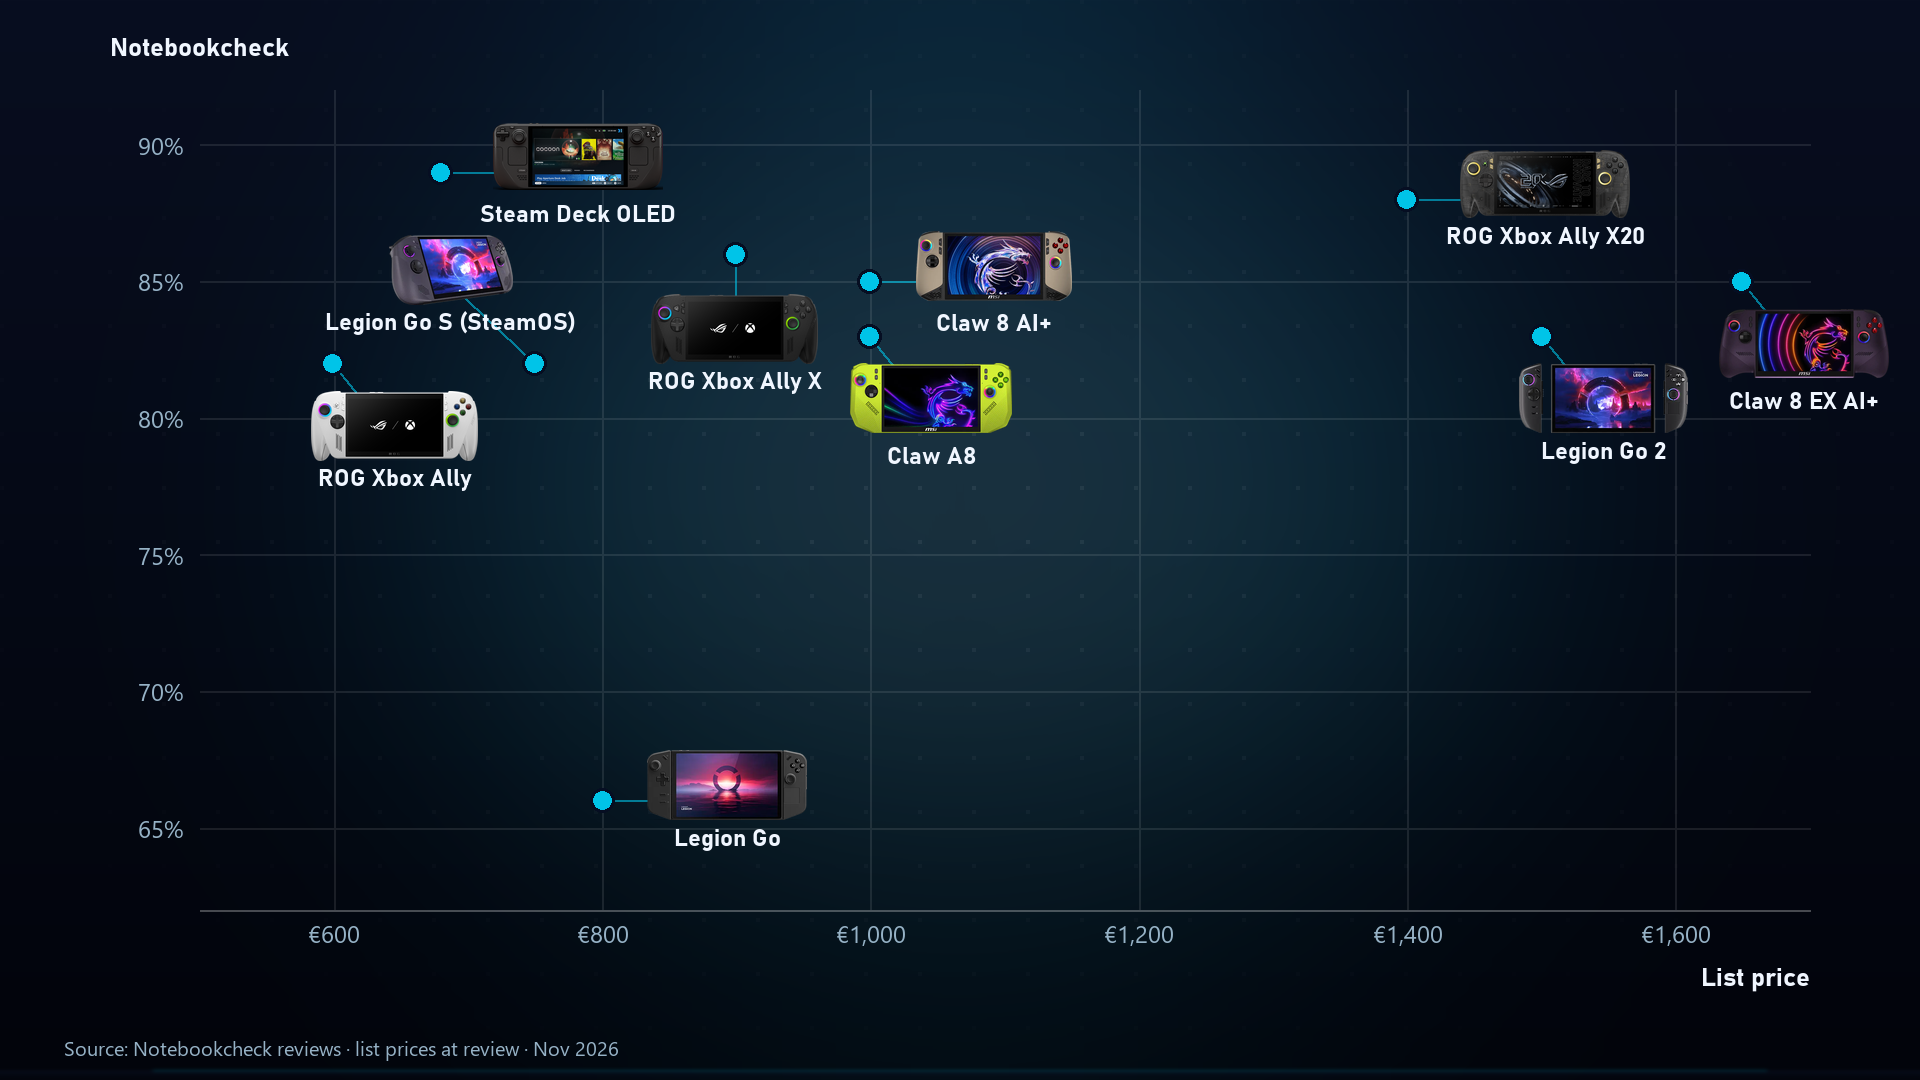 Notebookcheck
90%
85%
80%
75%
70%
65%
Steam Deck OLED
ROG Xbox Ally X20
Legion Go S (SteamOS)
Claw 8 AI+
ROG Xbox Ally X
Claw 8 EX AI+
Claw A8
Legion Go 2
ROG Xbox Ally
Legion Go
€600
€800
€1,000
€1,200
€1,400
€1,600
List price
Source: Notebookcheck reviews · list prices at review · Nov 2026